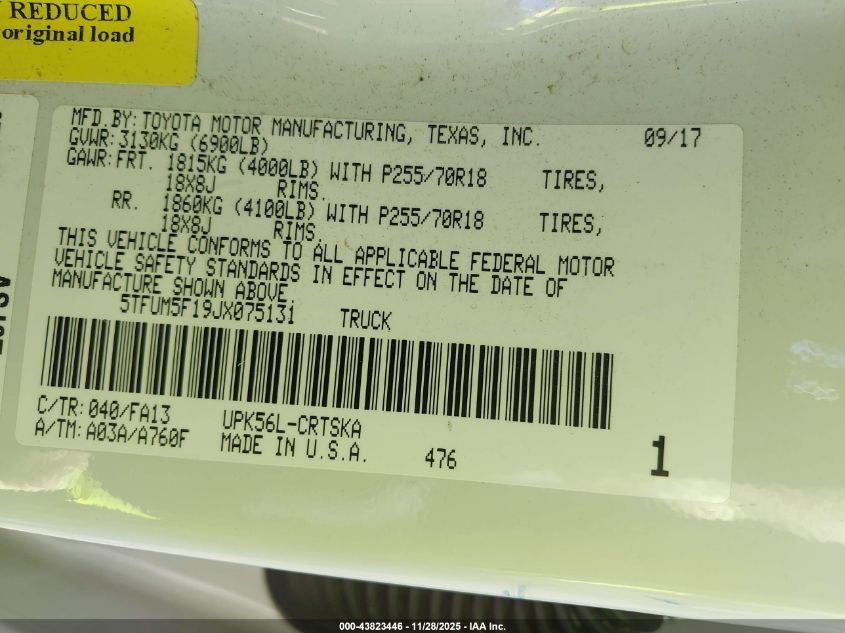 REDUCED
original load
MFD.BY:TOYOTA MOTOR MANUFACTURING, TEXAS, INC. 09/17
GVWR:3130KG (6900LB)
GAWR:FRT. 1815KG (4000LB) WITH P255/70R18 TIRES,
18X8J RIMS.
RR. 1860KG (4100LB) WITH P255/70R18 TIRES,
18X8J RIMS.
THIS VEHICLE CONFORMS TO ALL APPLICABLE FEDERAL MOTOR
VEHICLE SAFETY STANDARDS IN EFFECT ON THE DATE OF
MANUFACTURE SHOWN ABOVE.
5TFUM5F19JX075131 TRUCK
C/TR:040/FA13 UPK56L-CRTSKA
A/TM:A03A/A760F MADE IN U.S.A. 476 1
000-43823446 - 11/28/2025 - IAA Inc.